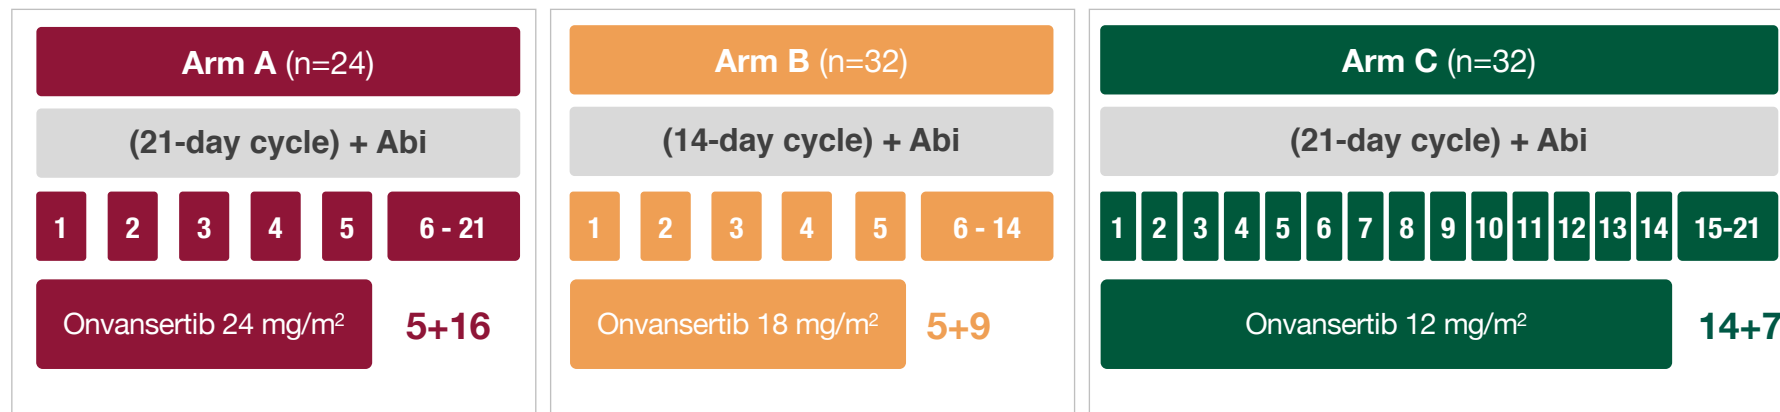 Arm A (n=24)
(21-day cycle) + Abi
1 2 3 4 5 6 - 21
Onvansertib 24 mg/m² 5+16
Arm B (n=32)
(14-day cycle) + Abi
1 2 3 4 5 6 - 14
Onvansertib 18 mg/m² 5+9
Arm C (n=32)
(21-day cycle) + Abi
1 2 3 4 5 6 7 8 9 10 11 12 13 14 15-21
Onvansertib 12 mg/m² 14+7